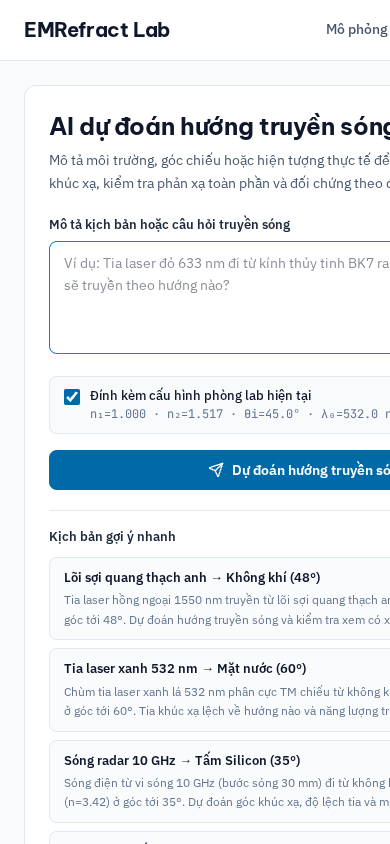 EMRefract Lab
Mô phỏng
AI dự đoán hướng truyền sóng
Mô tả môi trường, góc chiếu hoặc hiện tượng thực tế để
khúc xạ, kiểm tra phản xạ toàn phần và đối chứng theo
Mô tả kịch bản hoặc câu hỏi truyền sóng
Ví dụ: Tia laser đỏ 633 nm đi từ kính thủy tinh BK7 ra
sẽ truyền theo hướng nào?
Đính kèm cấu hình phòng lab hiện tại
n₁=1.000 · n₂=1.517 · θi=45.0° · λ₀=532.0
Dự đoán hướng truyền
Kịch bản gợi ý nhanh
Lõi sợi quang thạch anh → Không khí (48°)
Tia laser hồng ngoại 1550 nm truyền từ lõi sợi quang thạch
góc tới 48°. Dự đoán hướng truyền sóng và kiểm tra xem có
Tia laser xanh 532 nm → Mặt nước (60°)
Chùm tia laser xanh lá 532 nm phân cực TM chiếu từ không
ở góc tới 60°. Tia khúc xạ lệch về hướng nào và năng lượng
Sóng radar 10 GHz → Tấm Silicon (35°)
Sóng điện từ vi sóng 10 GHz (bước sóng 30 mm) đi từ không
(n=3.42) ở góc tới 35°. Dự đoán góc khúc xạ, độ lệch tia và